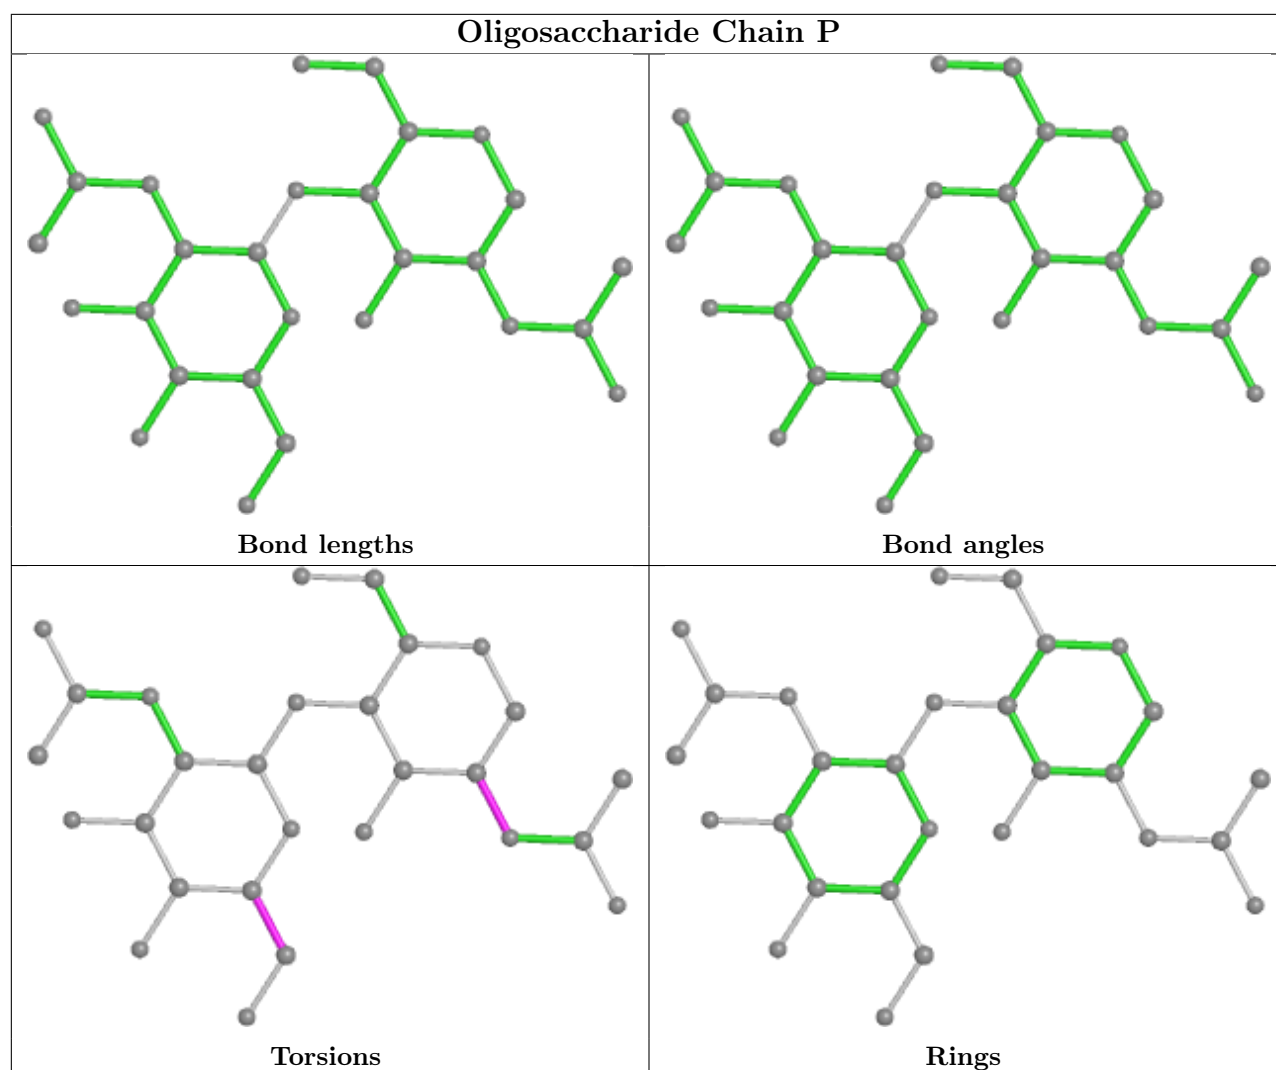 Oligosaccharide Chain P
Bond lengths
Bond angles
Torsions
Rings